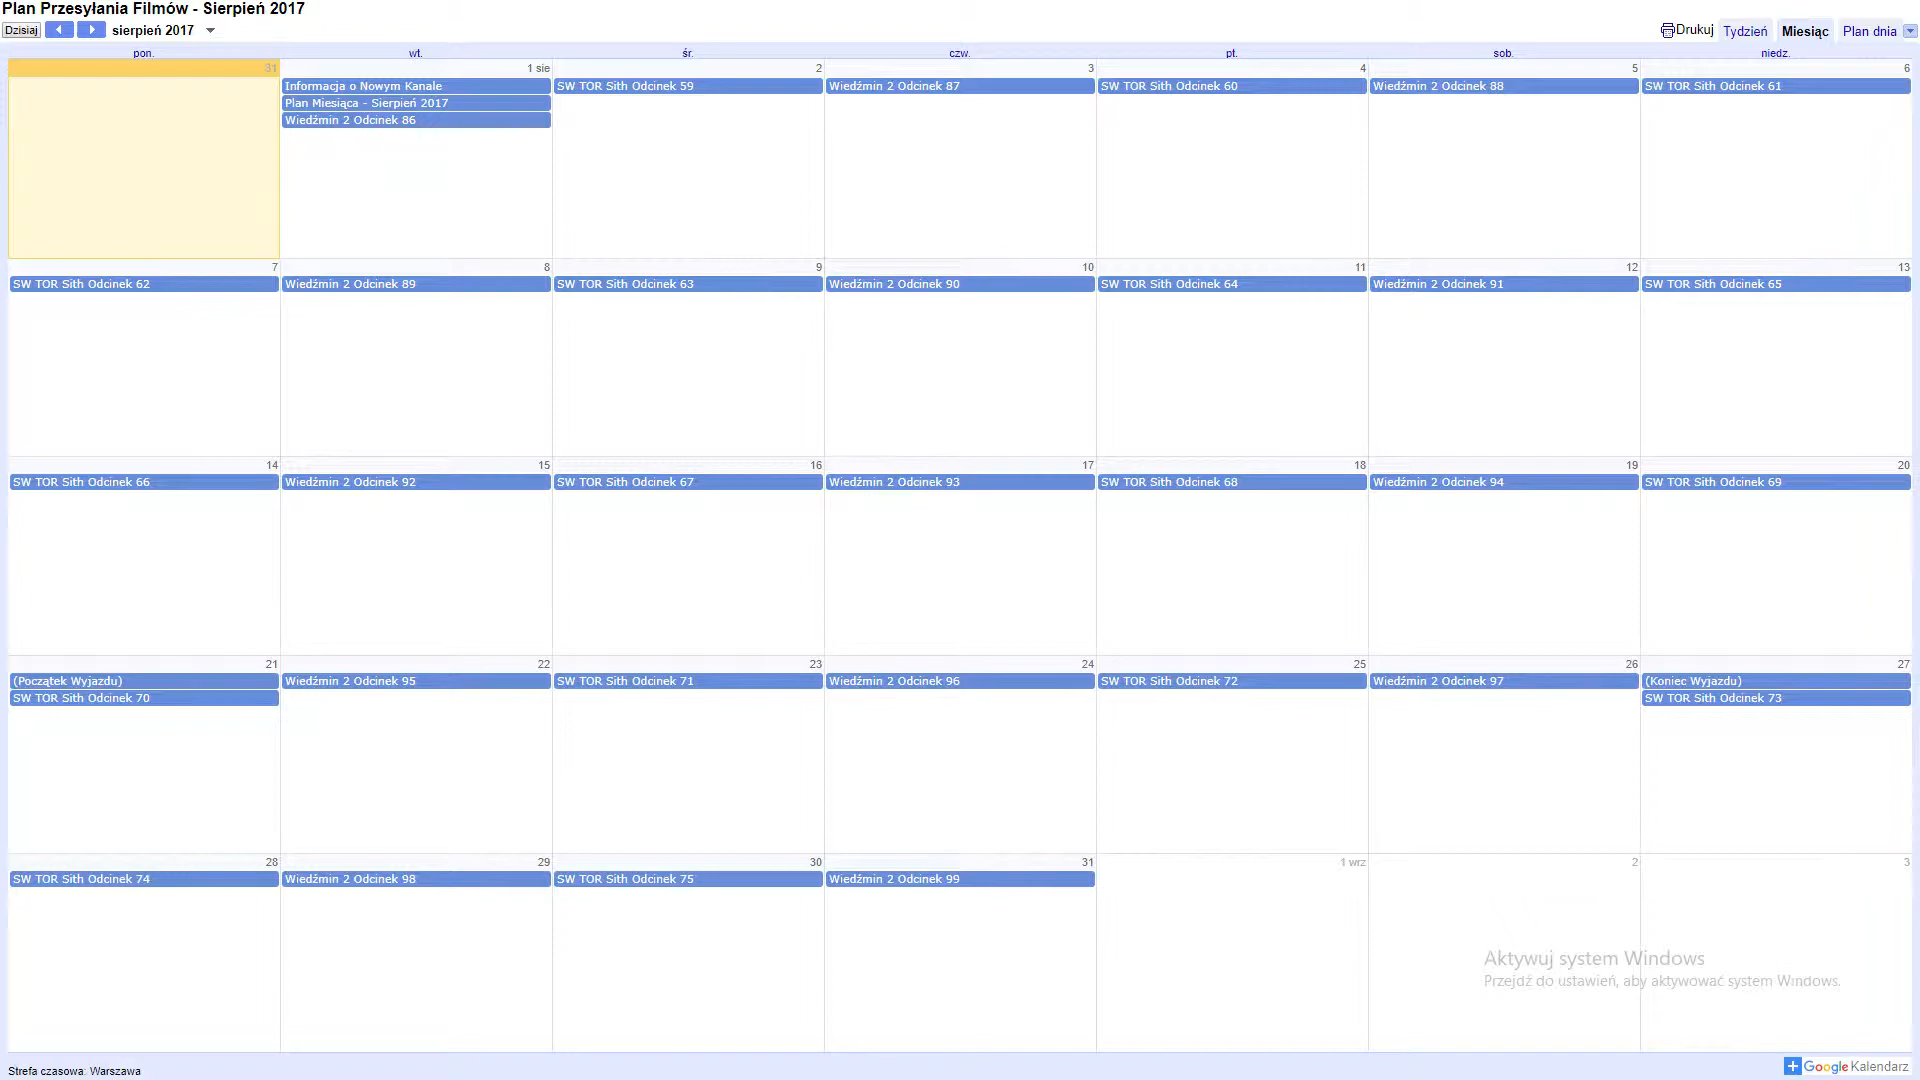 Plan Przesyłania Filmów - Sierpień 2017
Dzisiaj sierpień 2017 Drukuj Tydzień Miesiąc Plan dnia
pon. wt. śr. czw. pt. sob. niedz.
31 1 sie 2 3 4 5 6
Informacja o Nowym Kanale SW TOR Sith Odcinek 59 Wiedźmin 2 Odcinek 87 SW TOR Sith Odcinek 60 Wiedźmin 2 Odcinek 88 SW TOR Sith Odcinek 61
Plan Miesiąca - Sierpień 2017
Wiedźmin 2 Odcinek 86
7 8 9 10 11 12 13
SW TOR Sith Odcinek 62 Wiedźmin 2 Odcinek 89 SW TOR Sith Odcinek 63 Wiedźmin 2 Odcinek 90 SW TOR Sith Odcinek 64 Wiedźmin 2 Odcinek 91 SW TOR Sith Odcinek 65
14 15 16 17 18 19 20
SW TOR Sith Odcinek 66 Wiedźmin 2 Odcinek 92 SW TOR Sith Odcinek 67 Wiedźmin 2 Odcinek 93 SW TOR Sith Odcinek 68 Wiedźmin 2 Odcinek 94 SW TOR Sith Odcinek 69
21 22 23 24 25 26 27
(Początek Wyjazdu) Wiedźmin 2 Odcinek 95 SW TOR Sith Odcinek 71 Wiedźmin 2 Odcinek 96 SW TOR Sith Odcinek 72 Wiedźmin 2 Odcinek 97 (Koniec Wyjazdu)
SW TOR Sith Odcinek 70 SW TOR Sith Odcinek 73
28 29 30 31 1 wrz 2 3
SW TOR Sith Odcinek 74 Wiedźmin 2 Odcinek 98 SW TOR Sith Odcinek 75 Wiedźmin 2 Odcinek 99
Aktywuj system Windows
Przejdź do ustawień, aby aktywować system Windows.
Strefa czasowa: Warszawa Google Kalendarz